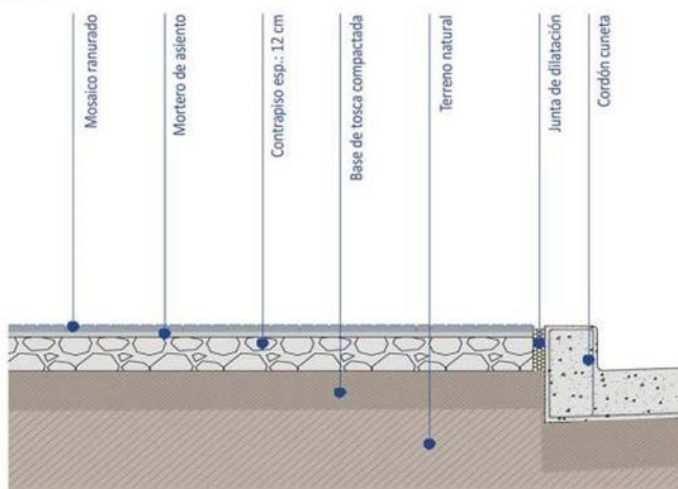 Mosaico ranurado
Mortero de asiento
Contrapiso esp.: 12 cm
Base de tosca compactada
Terreno natural
Junta de dilatación
Cordón cuneta